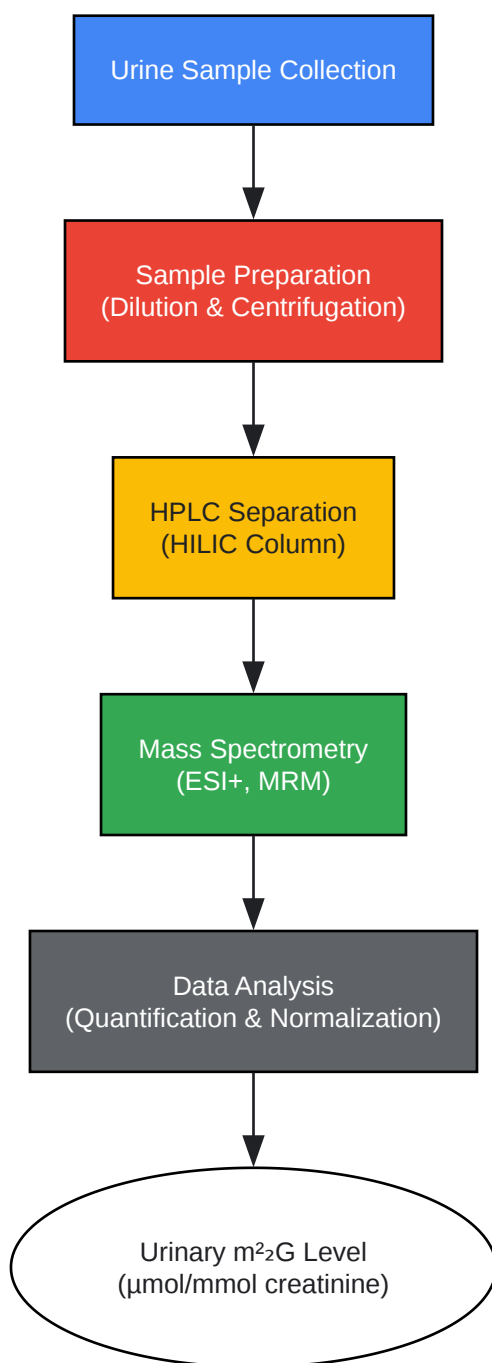 Urine Sample Collection
Sample Preparation
(Dilution & Centrifugation)
HPLC Separation
(HILIC Column)
Mass Spectrometry
(ESI+, MRM)
Data Analysis
(Quantification & Normalization)
Urinary m²₂G Level
(µmol/mmol creatinine)